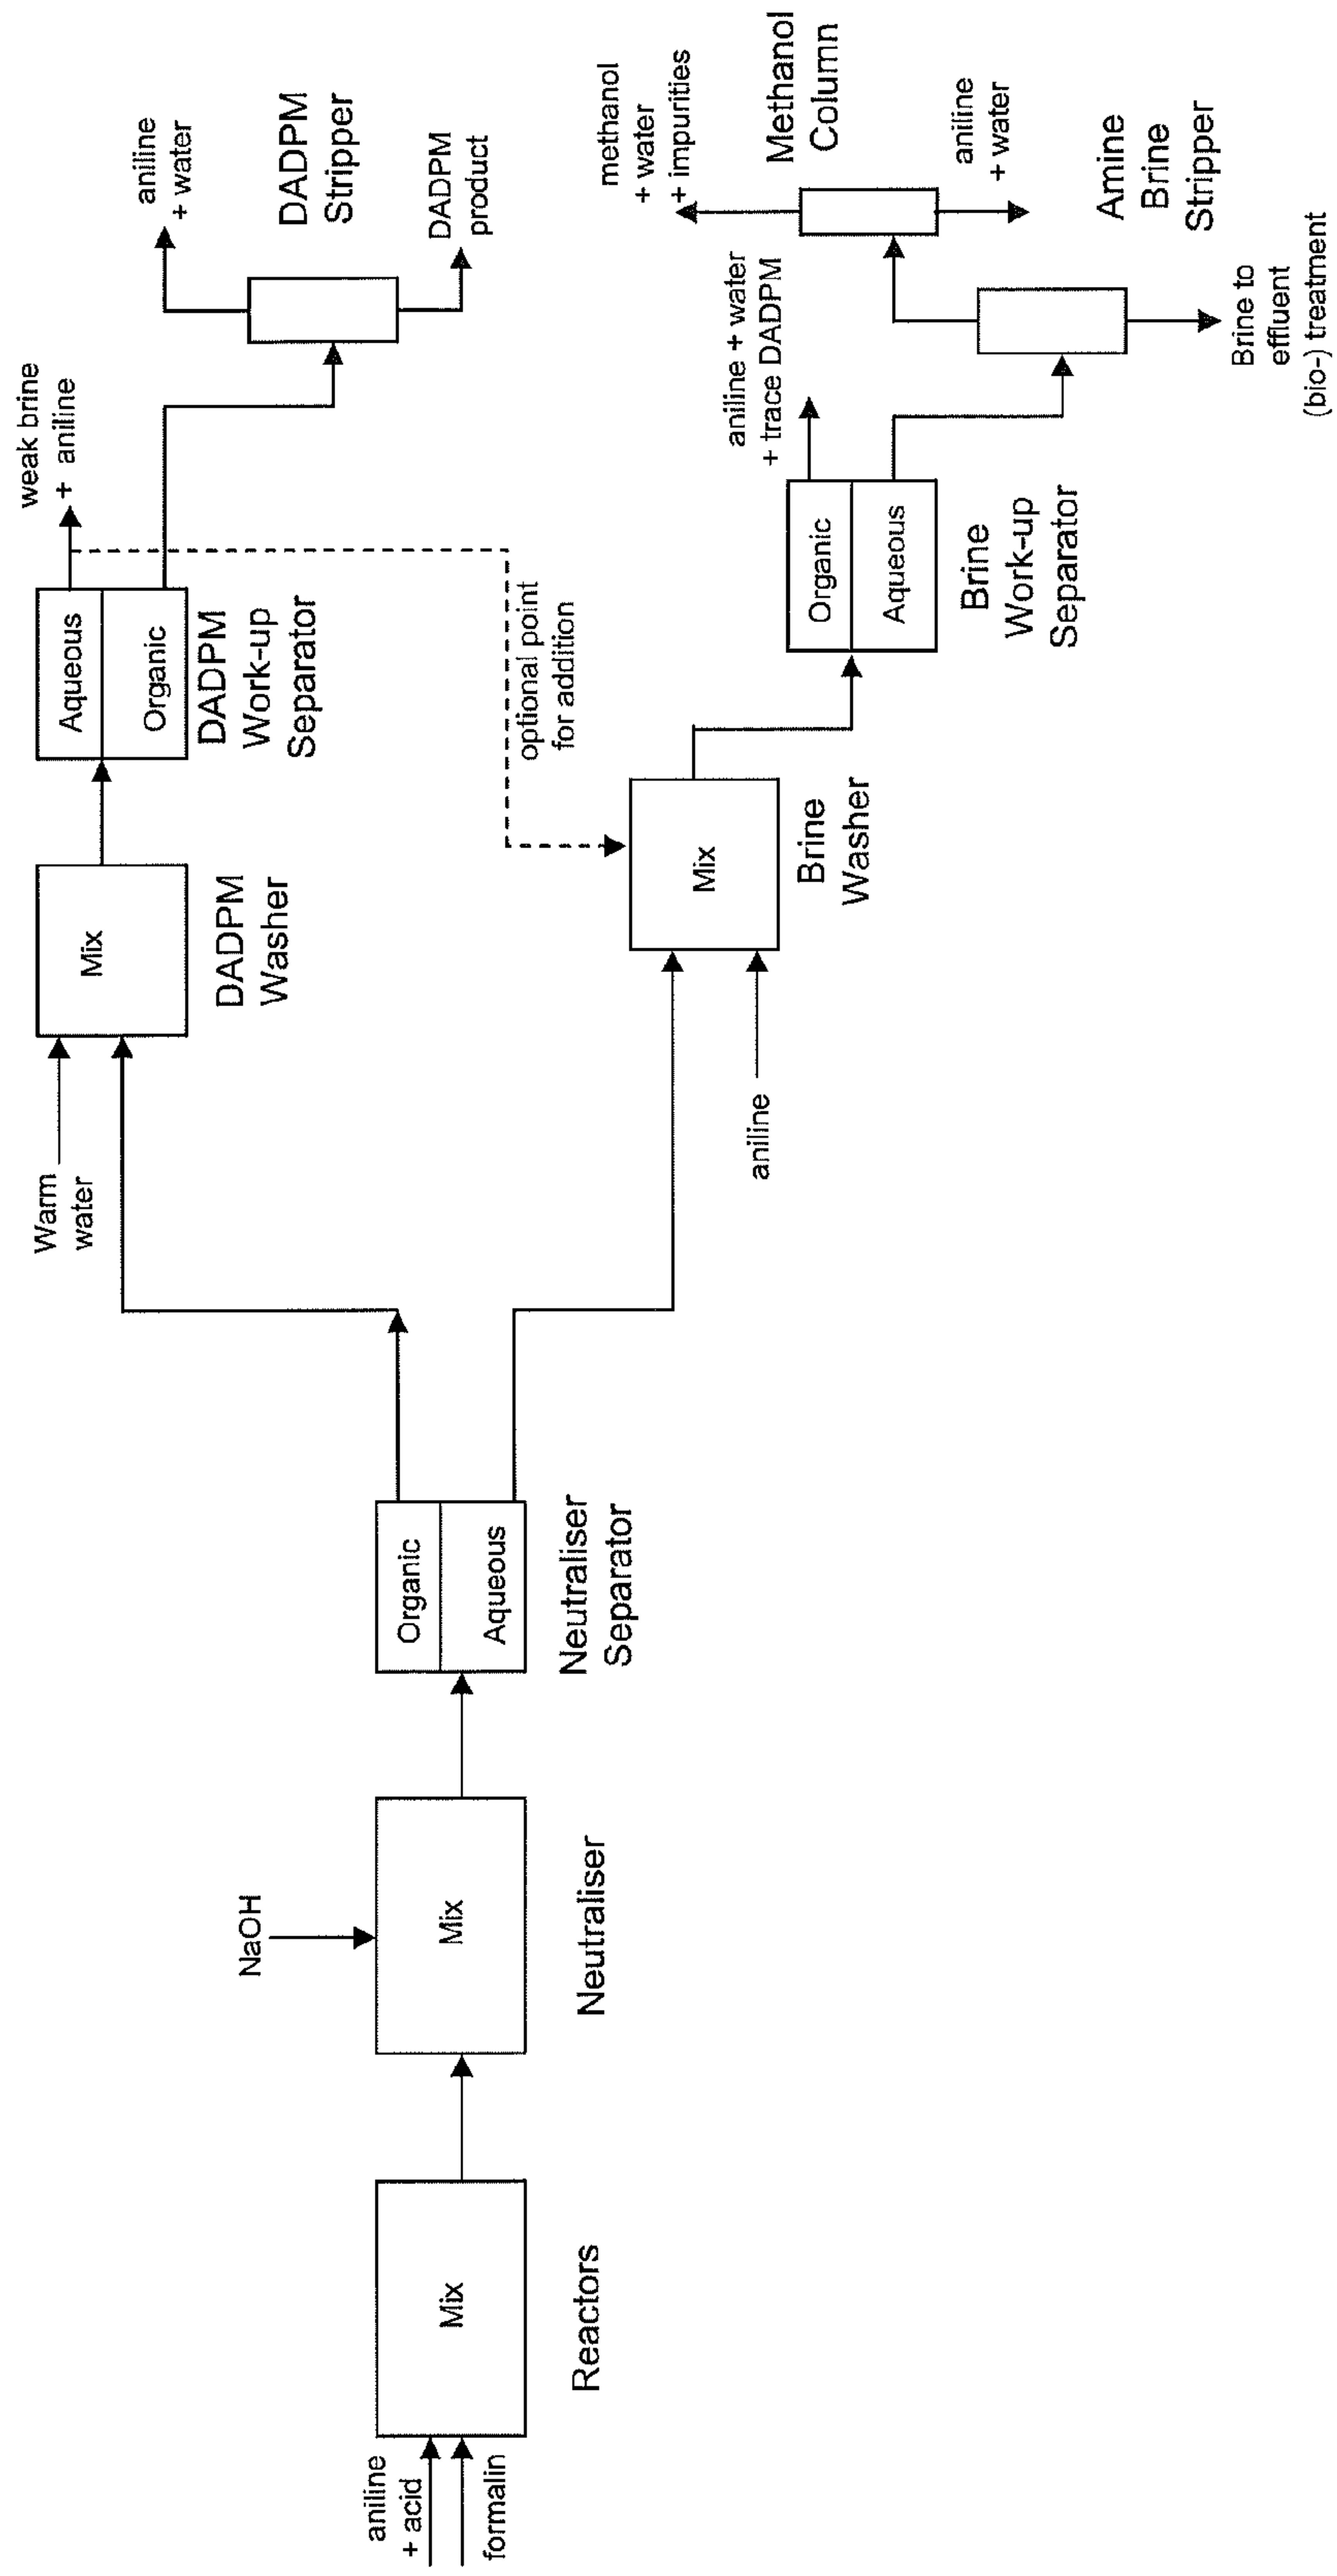 aniline
+ acid
formalin
Mix
Reactors
NaOH
Mix
Neutraliser
Organic
Aqueous
Neutraliser
Separator
Warm
water
Mix
DADPM
Washer
Aqueous
Organic
DADPM
Work-up
Separator
weak brine
+ aniline
aniline
+ water
DADPM
Stripper
DADPM
product
optional point
for addition
aniline
Mix
Brine
Washer
Organic
Aqueous
Brine
Work-up
Separator
aniline + water
+ trace DADPM
methanol
+ water
+ impurities
Methanol
Column
aniline
+ water
Amine
Brine
Stripper
Brine to
effluent
(bio-) treatment